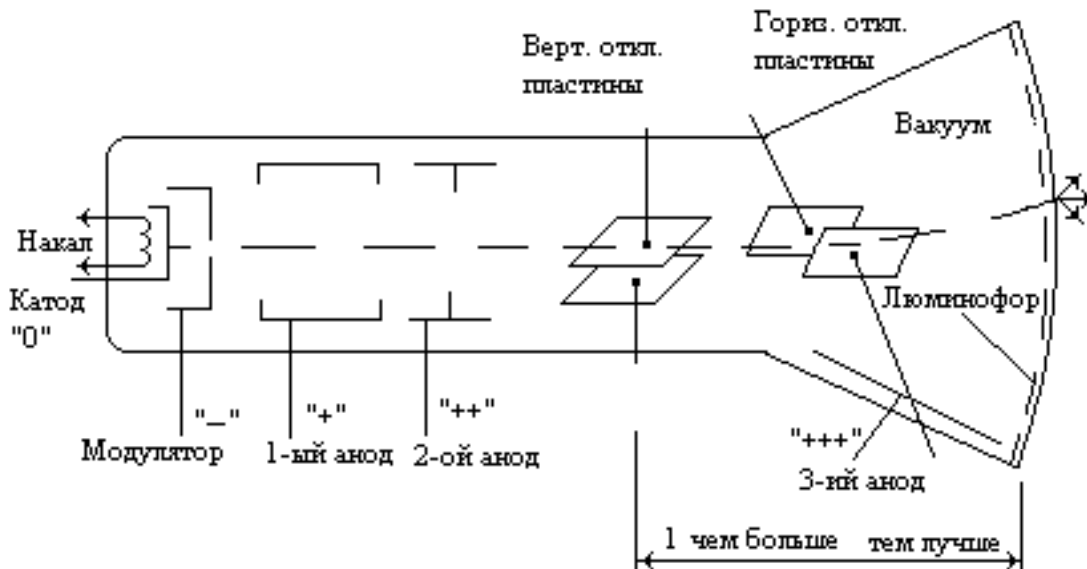 Верт. откл.
пластины
Гориз. откл.
пластины
Вакуум
Накал
Катод
"0"
Люминофор
"_"
"+"
"++"
"+++"
Модулятор
1-ый анод
2-ой анод
3-ий анод
1 чем больше тем лучше